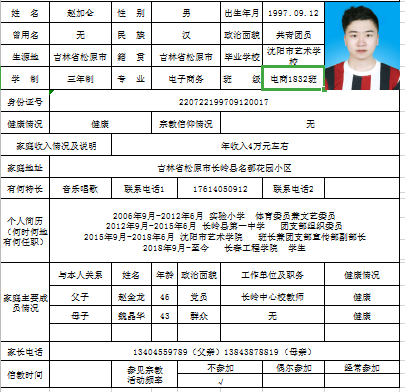 姓 名 赵加仑 性 别 男 出生年月 1997.09.12
曾用名 无 民 族 汉 政治面貌 共青团员
生源地 吉林省松原市 籍 贯 吉林省松原市 毕业学校 沈阳市艺术学校
学 制 三年制 专 业 电子商务 班 级 电商1832班
身份证号 220722199709120017
健康情况 健康 宗教信仰情况 无
家庭收入情况及说明 年收入4万元左右
家庭地址 吉林省松原市长岭县名都花园小区
有何特长 音乐唱歌 联系电话1 17614050912 联系电话2
个人简历
(何时何地
有何任职)
2006年9月-2012年6月 实验小学 体育委员兼文艺委员
2012年9月-2015年6月 长岭县第一中学 团支部组织委员
2015年9月-2018年6月 沈阳市艺术学院 班长兼团支部宣传部副部长
2018年9月-至今 长春工程学院 学生
家庭主要成员情况
与本人关系 姓名 年龄 政治面貌 工作单位及职务 健康情况
父子 赵金龙 46 党员 长岭中心校教师 健康
母子 魏晶华 43 群众 无 健康
家长电话 13404559789（父亲）13843878819（母亲）
信教时间 参见宗教活动频率 不参加 偶尔参加 经常参加
√